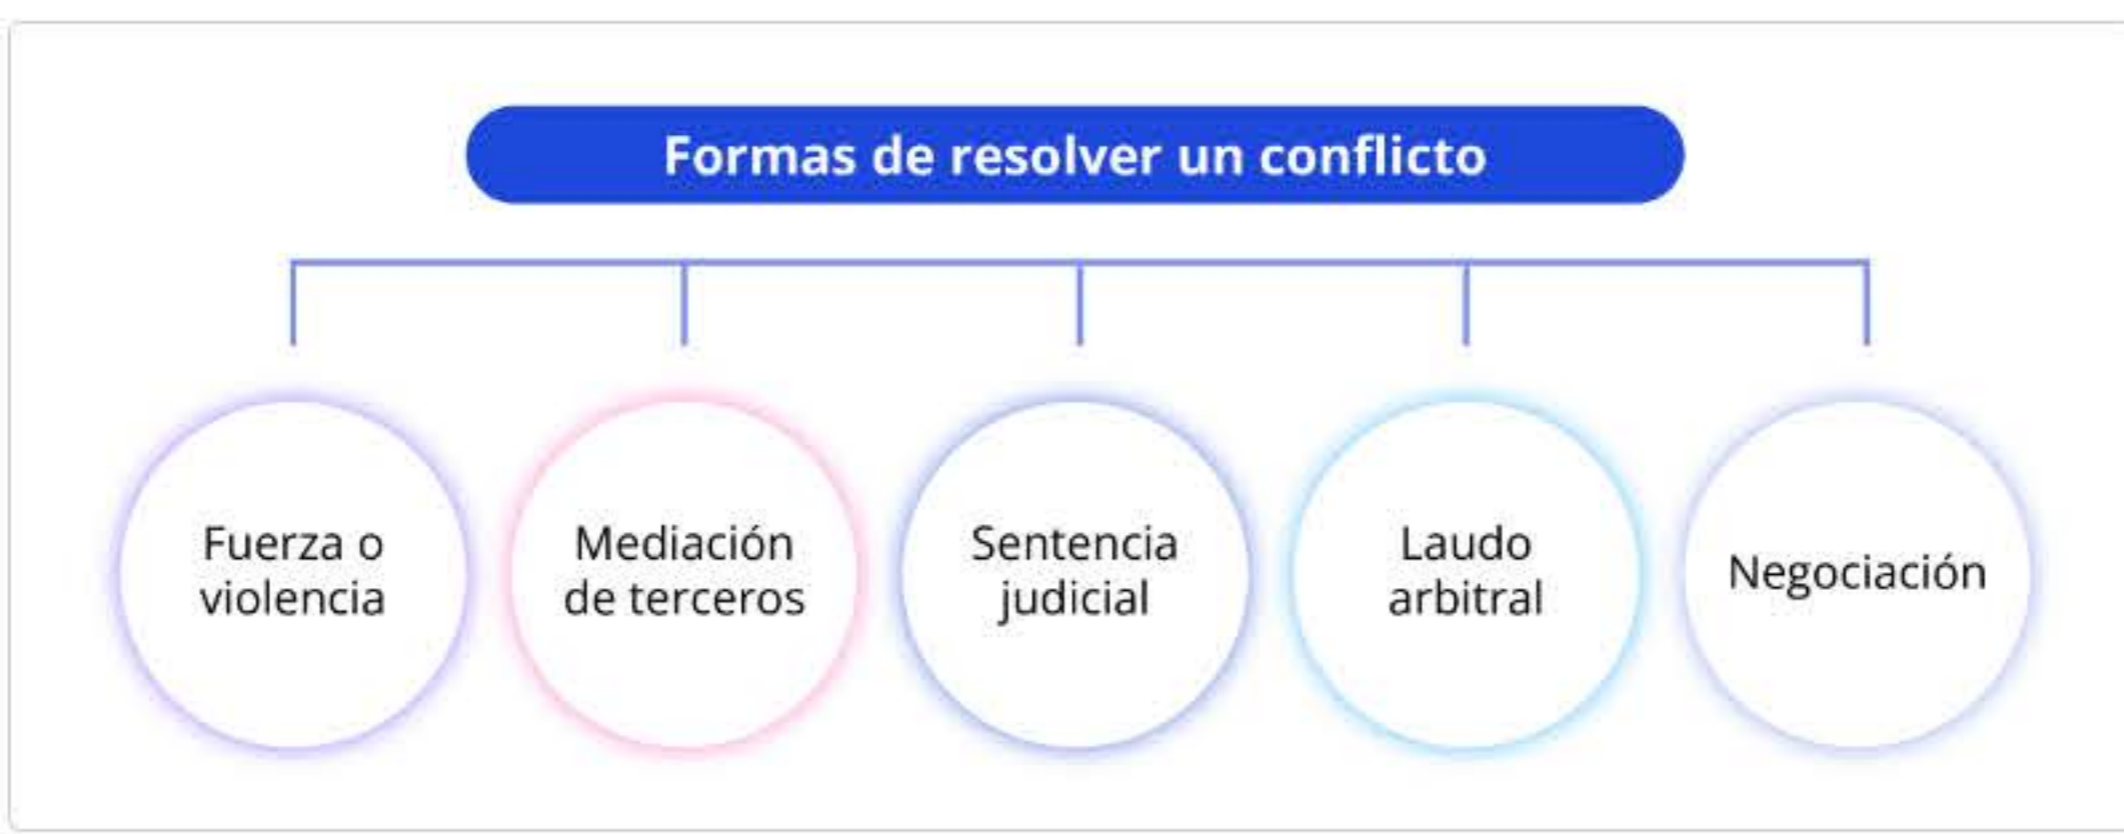 Formas de resolver un conflicto
Fuerza o
violencia
Mediación
de terceros
Sentencia
judicial
Laudo
arbitral
Negociación